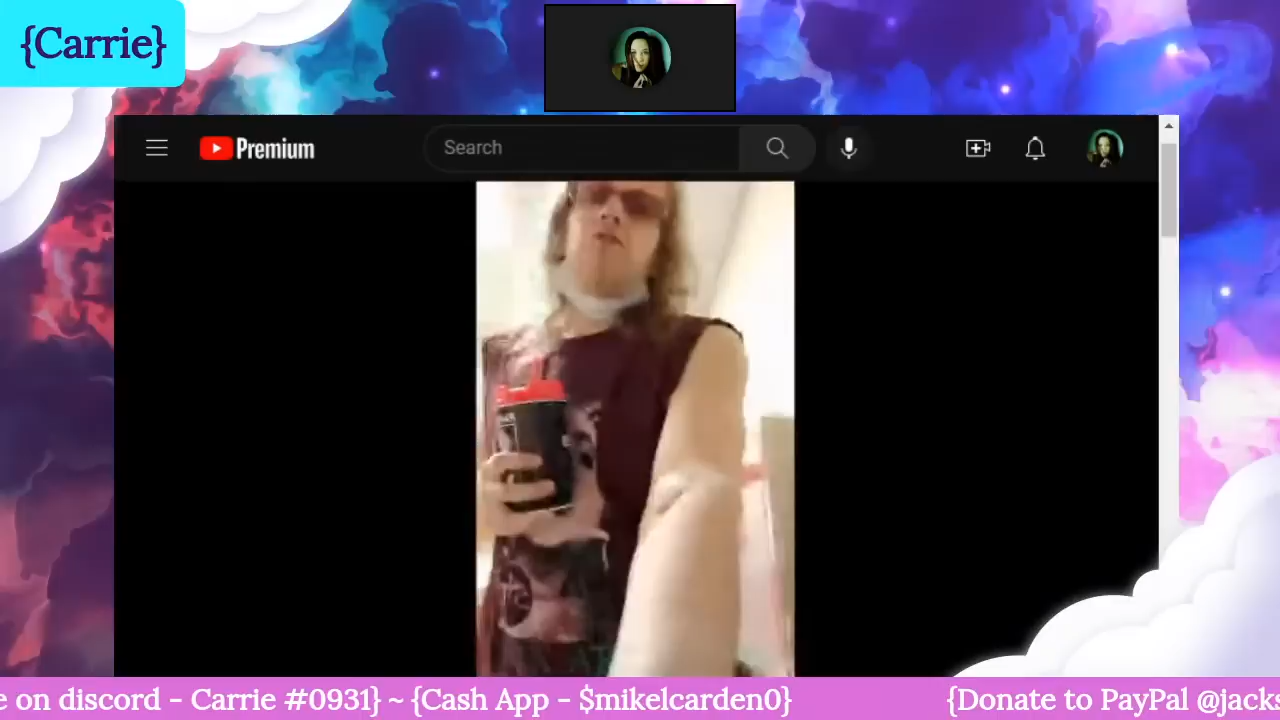 {Carrie}
Premium
Search
e on discord - Carrie #0931} ~ {Cash App - $mikelcarden0}
{Donate to PayPal @jacks